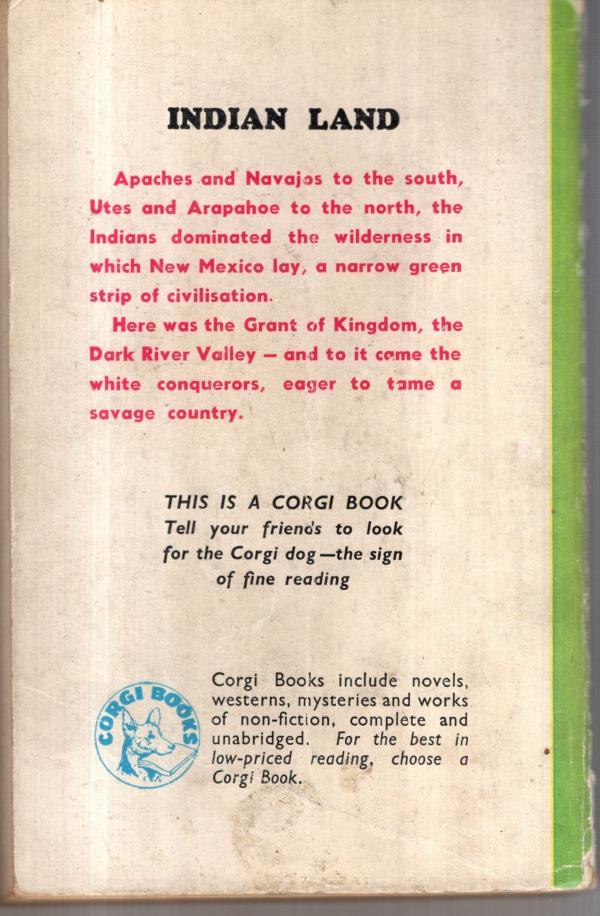 INDIAN LAND
Apaches and Navajos to the south,
Utes and Arapahoe to the north, the
Indians dominated the wilderness in
which New Mexico lay, a narrow green
strip of civilisation.
Here was the Grant of Kingdom, the
Dark River Valley — and to it came the
white conquerors, eager to tame a
savage country.
THIS IS A CORGI BOOK
Tell your friends to look
for the Corgi dog—the sign
of fine reading
CORGI BOOKS
Corgi Books include novels,
westerns, mysteries and works
of non-fiction, complete and
unabridged. For the best in
low-priced reading, choose a
Corgi Book.